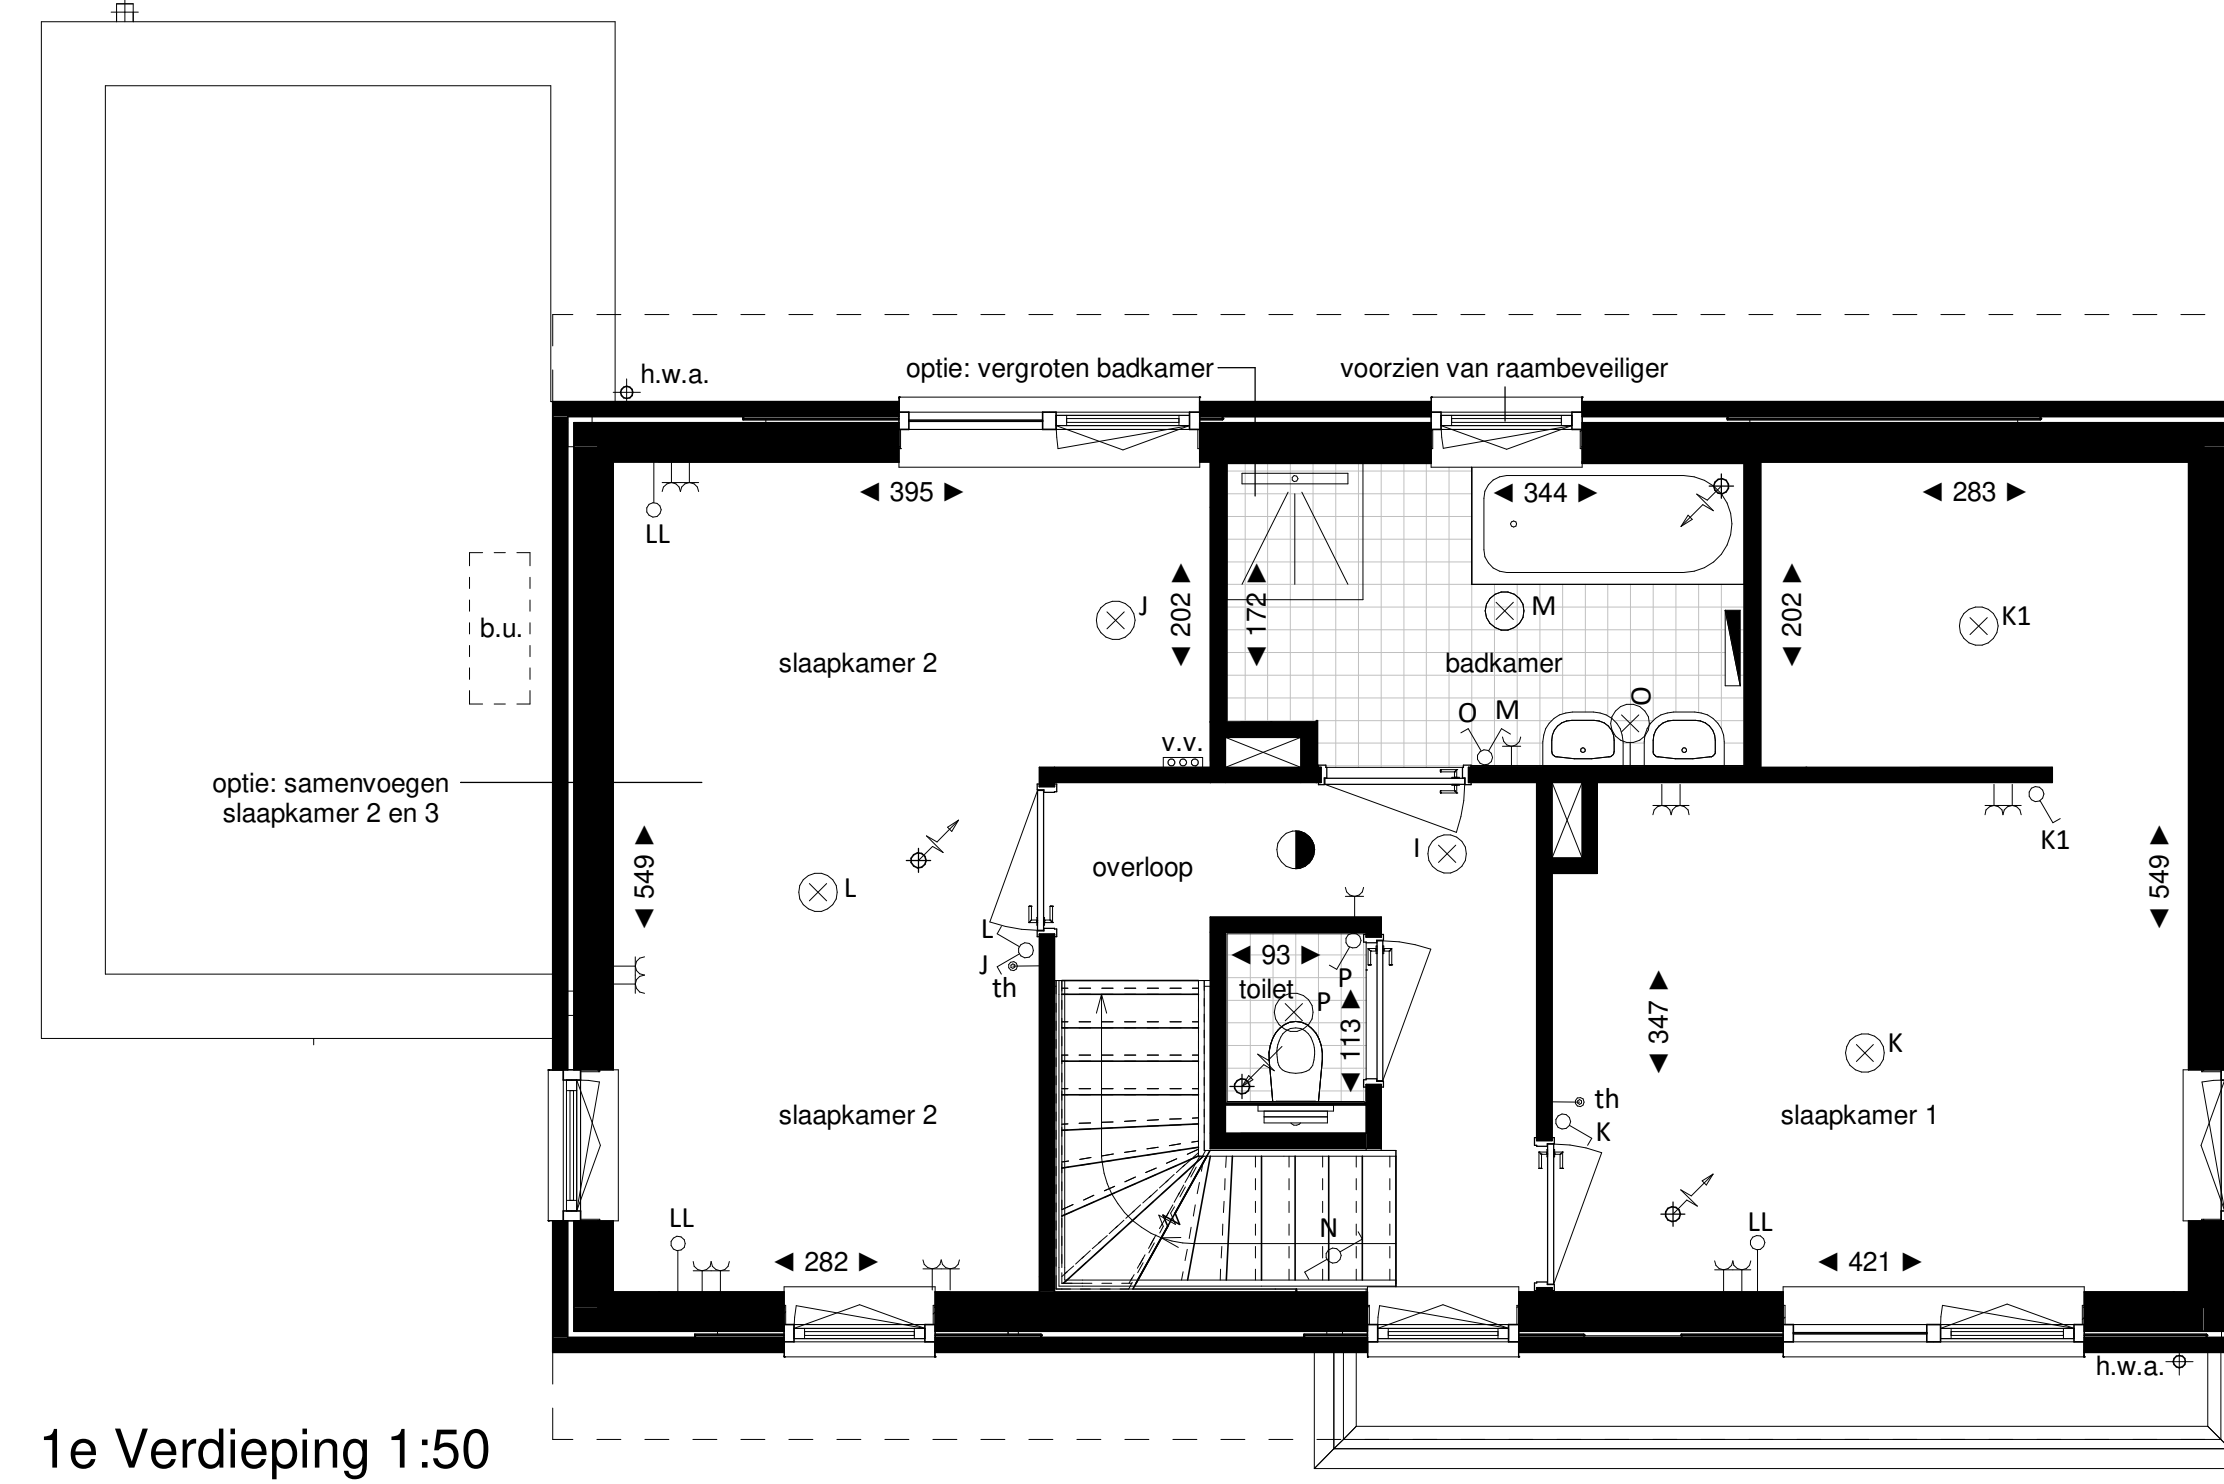 h.w.a.
optie: vergroten badkamer
voorzien van raambeveiliger
395
344
283
LL
J
202
172
M
202
K1
b.u.
slaapkamer 2
badkamer
O
O M
v.v.
optie: samenvoegen
slaapkamer 2 en 3
549
L
overloop
I
K1
549
L
J
th
93
toilet
P
P
113
347
K
slaapkamer 2
th
K
slaapkamer 1
LL
N
LL
282
421
h.w.a.
1e Verdieping 1:50